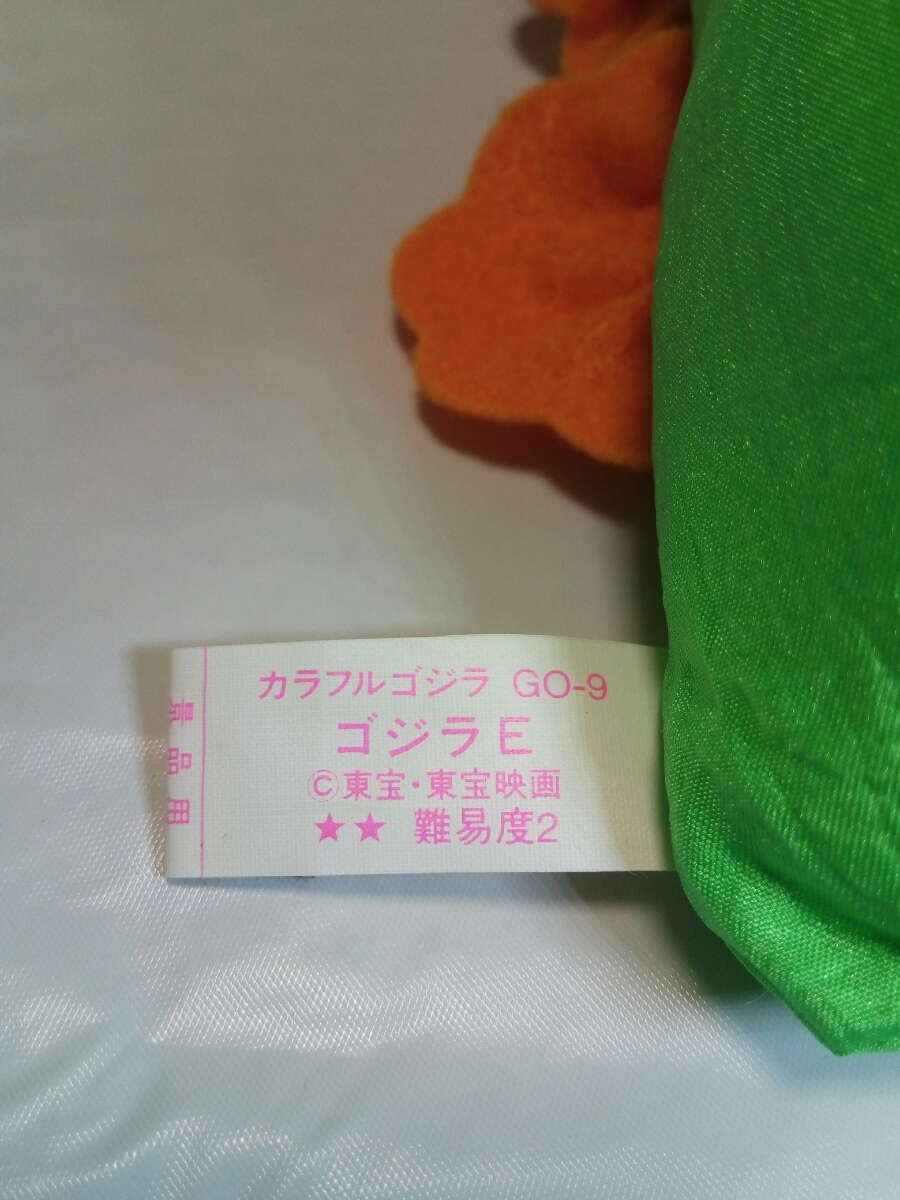 カラフルゴジラ GO-9
ゴジラE
©東宝・東宝映画
★★ 難易度2
景品用